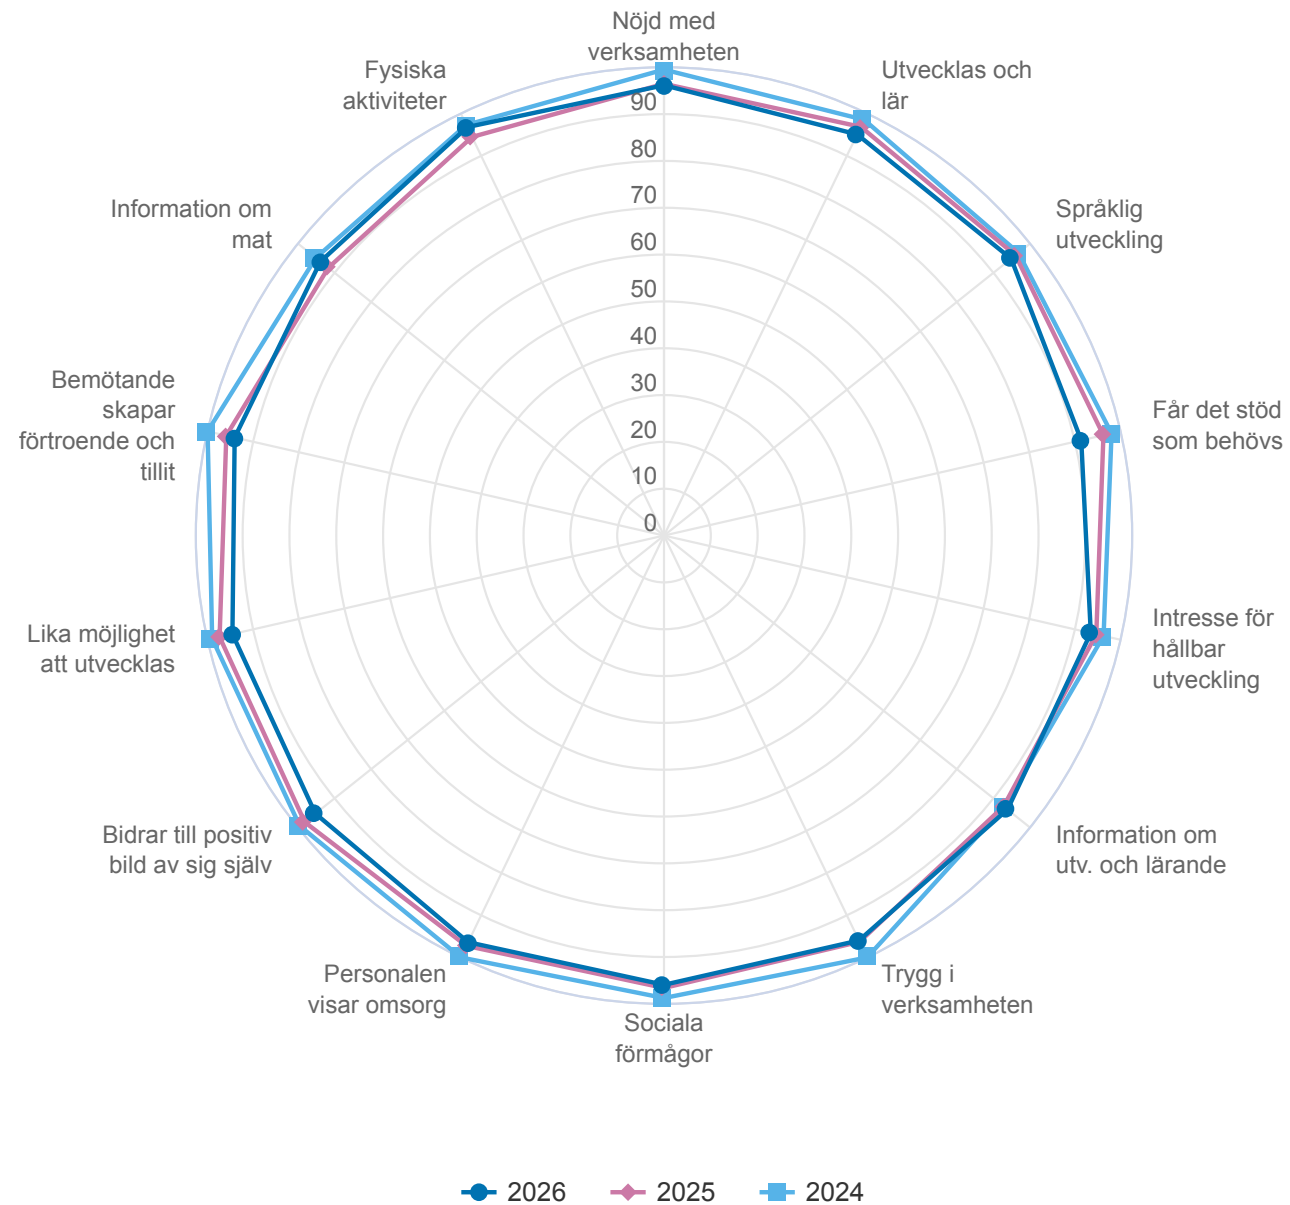 Nöjd med
verksamheten
Utvecklas och
lär
Språklig
utveckling
Får det stöd
som behövs
Intresse för
hållbar
utveckling
Information om
utv. och lärande
Trygg i
verksamheten
Sociala
förmågor
Personalen
visar omsorg
Bidrar till positiv
bild av sig själv
Lika möjlighet
att utvecklas
Bemötande
skapar
förtroende och
tillit
Information om
mat
Fysiska
aktiviteter
90
80
70
60
50
40
30
20
10
0
2026
2025
2024